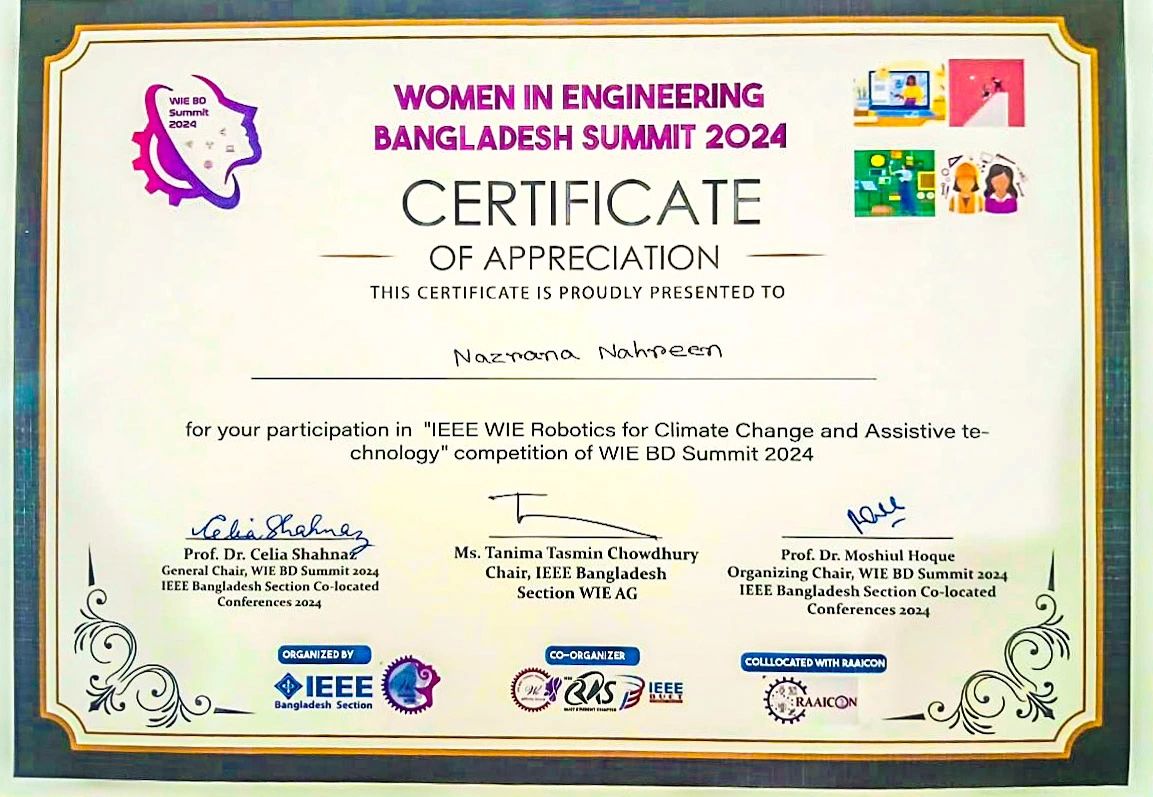 WIE BD
Summit
2024
WOMEN IN ENGINEERING
BANGLADESH SUMMIT 2024
CERTIFICATE
OF APPRECIATION
THIS CERTIFICATE IS PROUDLY PRESENTED TO
Nazrana Nahreen
for your participation in "IEEE WIE Robotics for Climate Change and Assistive te-
chnology" competition of WIE BD Summit 2024
Celia Shahnaz
Prof. Dr. Celia Shahnaz
General Chair, WIE BD Summit 2024
IEEE Bangladesh Section Co-located
Conferences 2024
Ms. Tanima Tasmin Chowdhury
Chair, IEEE Bangladesh
Section WIE AG
Prof. Dr. Moshiul Hoque
Organizing Chair, WIE BD Summit 2024
IEEE Bangladesh Section Co-located
Conferences 2024
ORGANIZED BY
IEEE
Bangladesh Section
CO-ORGANIZER
RAS
IEEE
COLLLOCATED WITH RAAICON
RAAICON